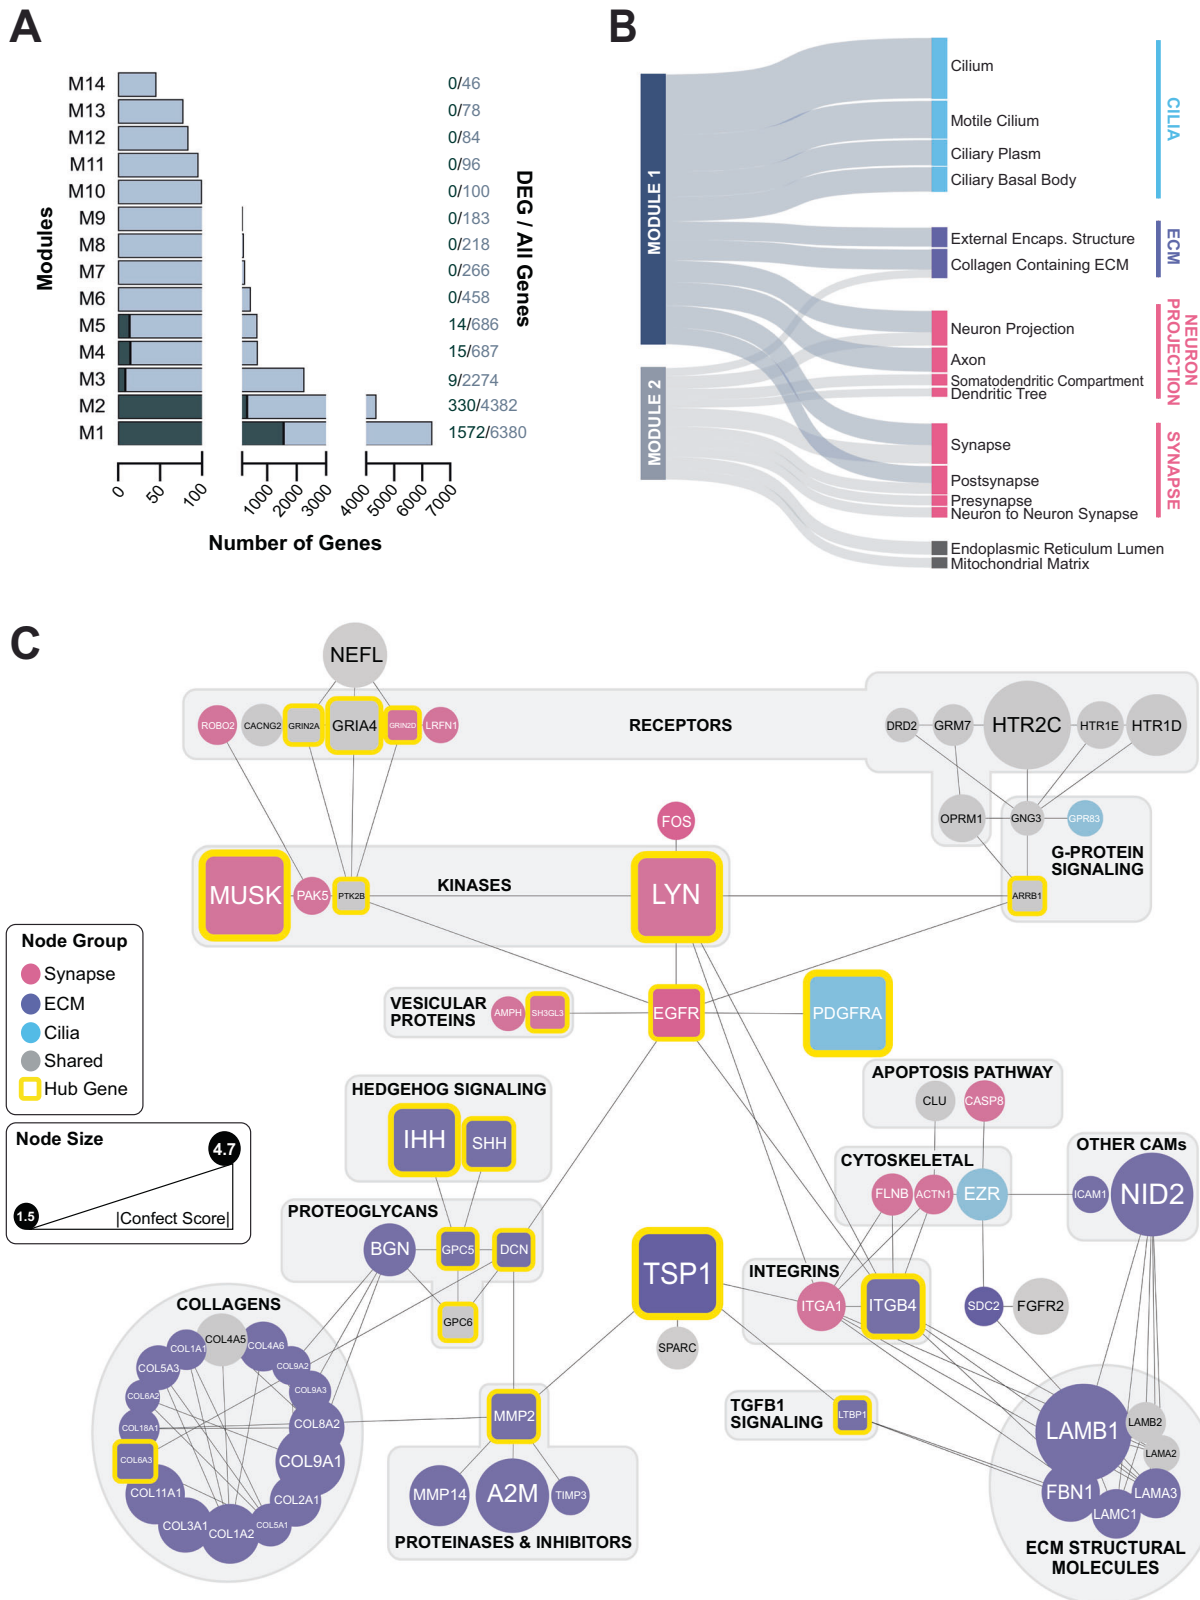 A
M14
0/46
M13
0/78
M12
0/84
M11
0/96
M10
0/100
M9
0/183
M8
0/218
M7
0/266
M6
0/458
M5
14/686
M4
15/687
M3
9/2274
M2
330/4382
M1
1572/6380
Modules
DEG / All Genes
0
50
100
1000
2000
3000
4000
5000
6000
7000
Number of Genes
B
MODULE 1
MODULE 2
Cilium
Motile Cilium
Ciliary Plasm
Ciliary Basal Body
CILIA
External Encaps. Structure
Collagen Containing ECM
ECM
Neuron Projection
Axon
Somatodendritic Compartment
Dendritic Tree
NEURON
PROJECTION
Synapse
Postsynapse
Presynapse
Neuron to Neuron Synapse
SYNAPSE
Endoplasmic Reticulum Lumen
Mitochondrial Matrix
C
NEFL
ROBO2
CACNG2
GRIN2A
GRIA4
GRIN2D
LRFN1
RECEPTORS
DRD2
GRM7
HTR2C
HTR1E
HTR1D
OPRM1
GNG3
GPR83
G-PROTEIN
SIGNALING
ARRB1
FOS
MUSK
PAK5
PTK2B
KINASES
LYN
Node Group
Synapse
ECM
Cilia
Shared
Hub Gene
Node Size
4.7
1.5
|Confect Score|
VESICULAR
PROTEINS
AMPH
SH3GL3
EGFR
PDGFRA
HEDGEHOG SIGNALING
IHH
SHH
APOPTOSIS PATHWAY
CLU
CASP8
CYTOSKELETAL
FLNB
ACTN1
EZR
OTHER CAMs
ICAM1
NID2
PROTEOGLYCANS
BGN
GPC5
DCN
GPC6
TSP1
SPARC
INTEGRINS
ITGA1
ITGB4
SDC2
FGFR2
COLLAGENS
COL4A5
COL1A1
COL4A6
COL5A3
COL9A2
COL6A2
COL9A3
COL18A1
COL8A2
COL6A3
COL9A1
COL11A1
COL2A1
COL3A1
COL1A2
COL5A1
MMP2
MMP14
A2M
TIMP3
PROTEINASES & INHIBITORS
TGFB1
SIGNALING
LTBP1
LAMB1
LAMB2
LAMA2
FBN1
LAMA3
LAMC1
ECM STRUCTURAL
MOLECULES